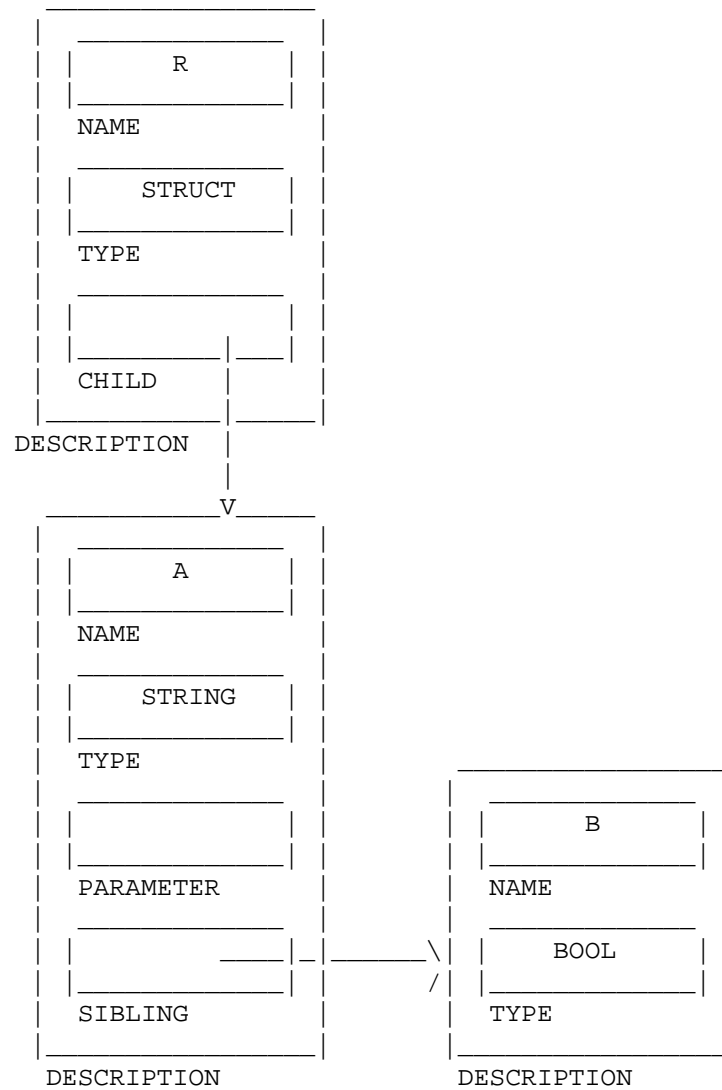 R
NAME
STRUCT
TYPE
CHILD
DESCRIPTION
V
A
NAME
STRING
TYPE
PARAMETER
SIBLING
DESCRIPTION
B
NAME
BOOL
TYPE
DESCRIPTION